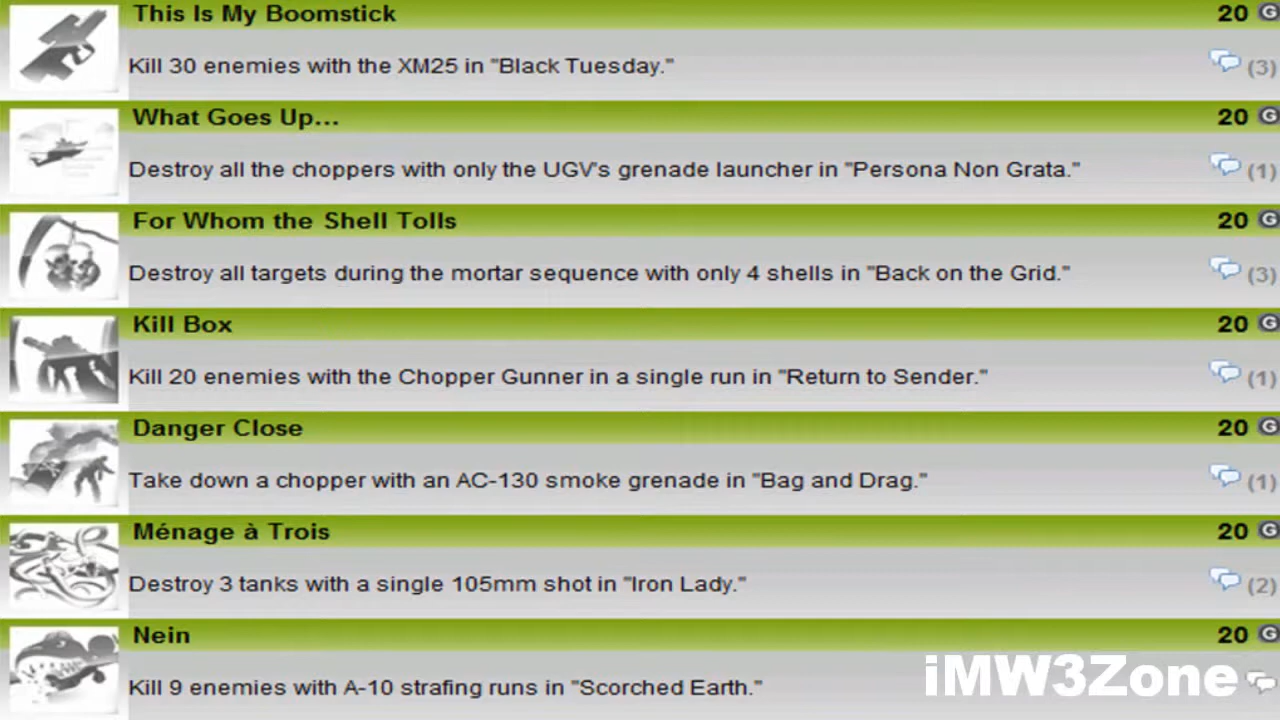 This Is My Boomstick 20 G
Kill 30 enemies with the XM25 in "Black Tuesday." (3)
What Goes Up... 20 G
Destroy all the choppers with only the UGV's grenade launcher in "Persona Non Grata." (1)
For Whom the Shell Tolls 20 G
Destroy all targets during the mortar sequence with only 4 shells in "Back on the Grid." (3)
Kill Box 20 G
Kill 20 enemies with the Chopper Gunner in a single run in "Return to Sender." (1)
Danger Close 20 G
Take down a chopper with an AC-130 smoke grenade in "Bag and Drag." (1)
Ménage à Trois 20 G
Destroy 3 tanks with a single 105mm shot in "Iron Lady." (2)
Nein 20 G
Kill 9 enemies with A-10 strafing runs in "Scorched Earth."
iMW3Zone